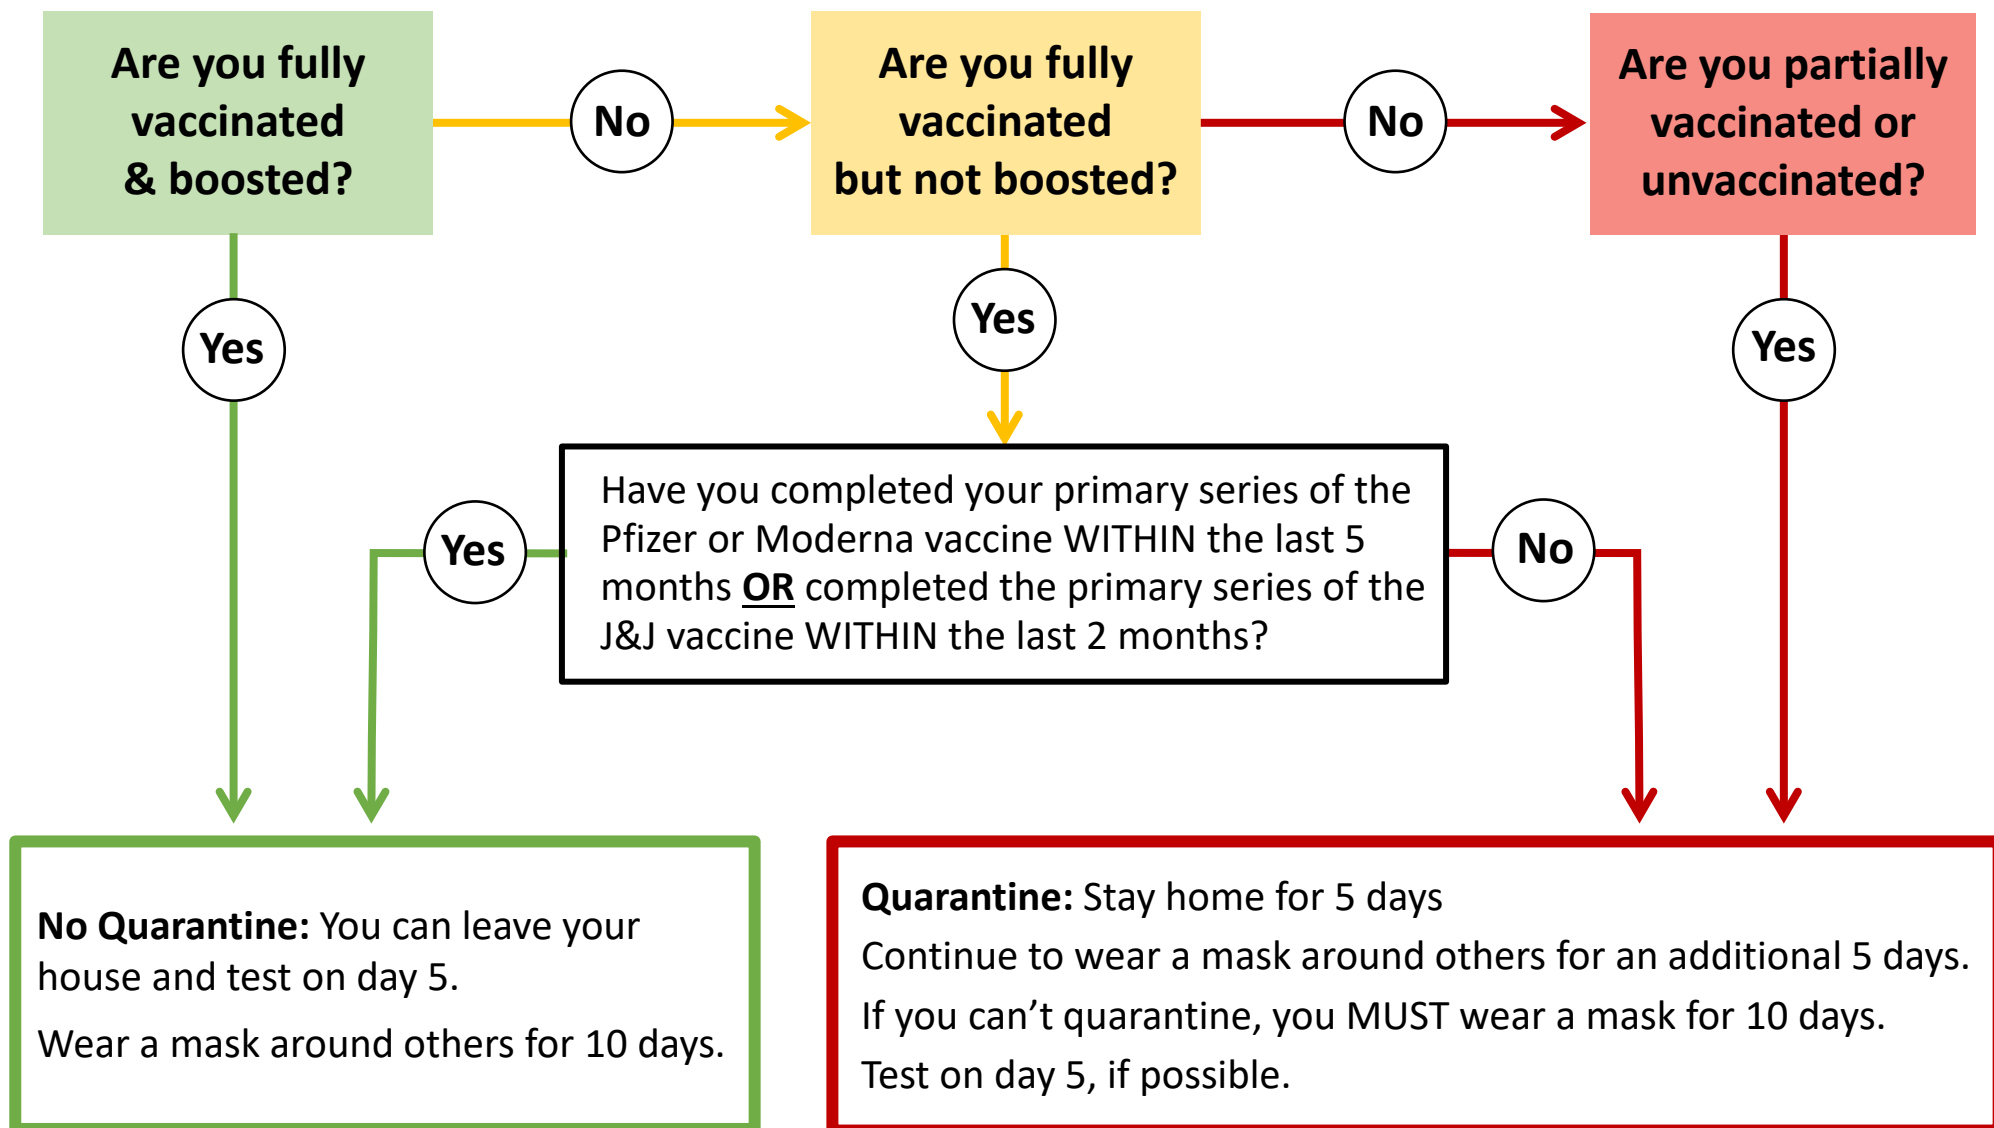 Are you fully
vaccinated
& boosted?
No
Are you fully
vaccinated
but not boosted?
No
Are you partially
vaccinated or
unvaccinated?
Yes
Yes
Yes
Have you completed your primary series of the
Pfizer or Moderna vaccine WITHIN the last 5
months OR completed the primary series of the
J&J vaccine WITHIN the last 2 months?
Yes
No
No Quarantine: You can leave your
house and test on day 5.
Wear a mask around others for 10 days.
Quarantine: Stay home for 5 days
Continue to wear a mask around others for an additional 5 days.
If you can’t quarantine, you MUST wear a mask for 10 days.
Test on day 5, if possible.